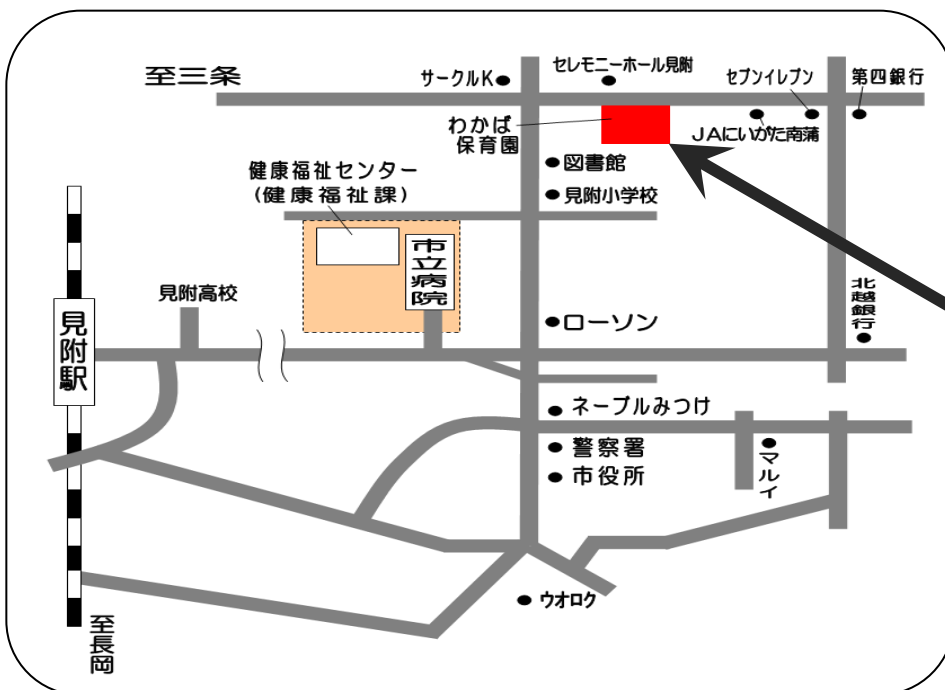 至三条
サークルK
セレモニーホール見附
セブンイレブン
第四銀行
わかば
保育園
JAにいがた南蒲
健康福祉センター
(健康福祉課)
図書館
見附小学校
市立病院
見附高校
北越銀行
見附駅
ローソン
ネーブルみつけ
警察署
市役所
マルイ
ウオロク
至長岡